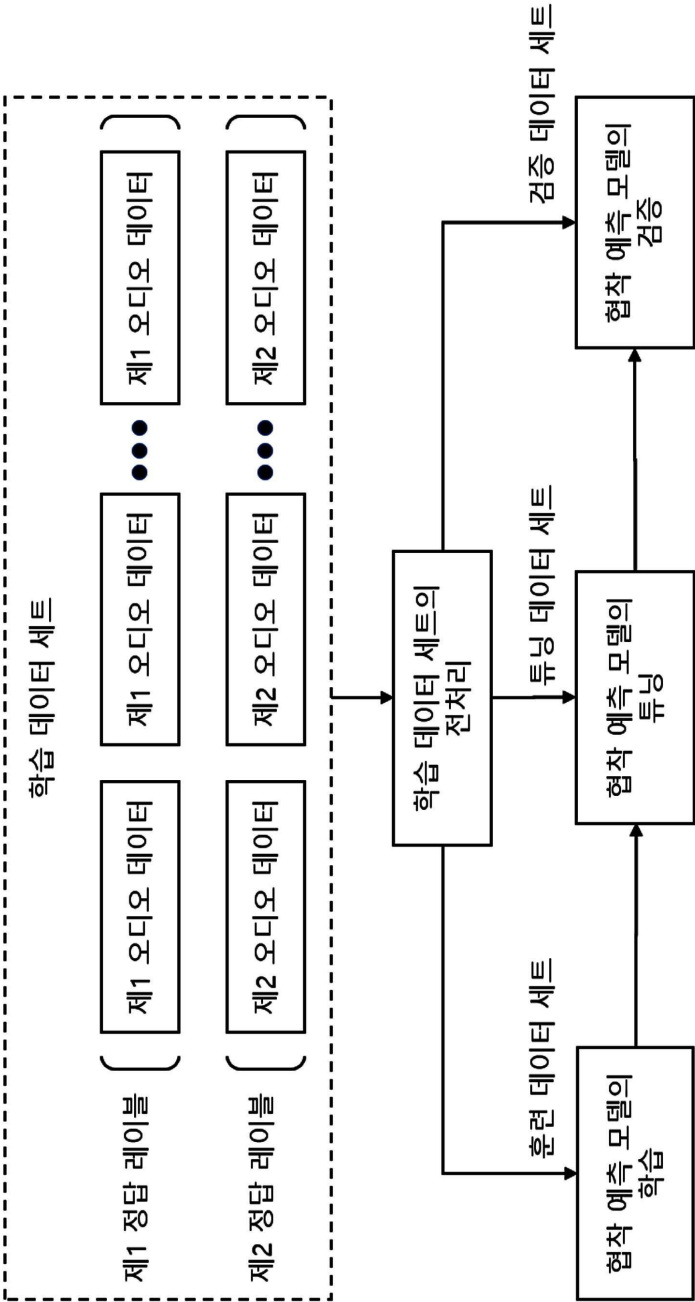 학습 데이터 세트
제1 정답 레이블
제1 오디오 데이터
제1 오디오 데이터
제1 오디오 데이터
제2 정답 레이블
제2 오디오 데이터
제2 오디오 데이터
제2 오디오 데이터
학습 데이터 세트의
전처리
훈련 데이터 세트
튜닝 데이터 세트
검증 데이터 세트
협착 예측 모델의
학습
협착 예측 모델의
튜닝
협착 예측 모델의
검증